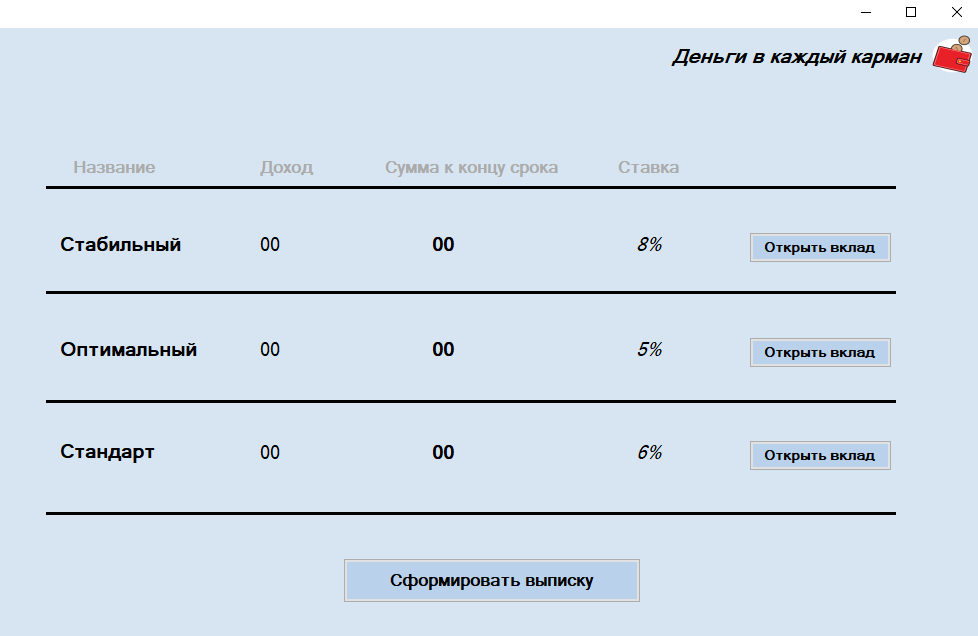 Деньги в каждый карман
Название Доход Сумма к концу срока Ставка
Стабильный 00 00 8% Открыть вклад
Оптимальный 00 00 5% Открыть вклад
Стандарт 00 00 6% Открыть вклад
Сформировать выписку